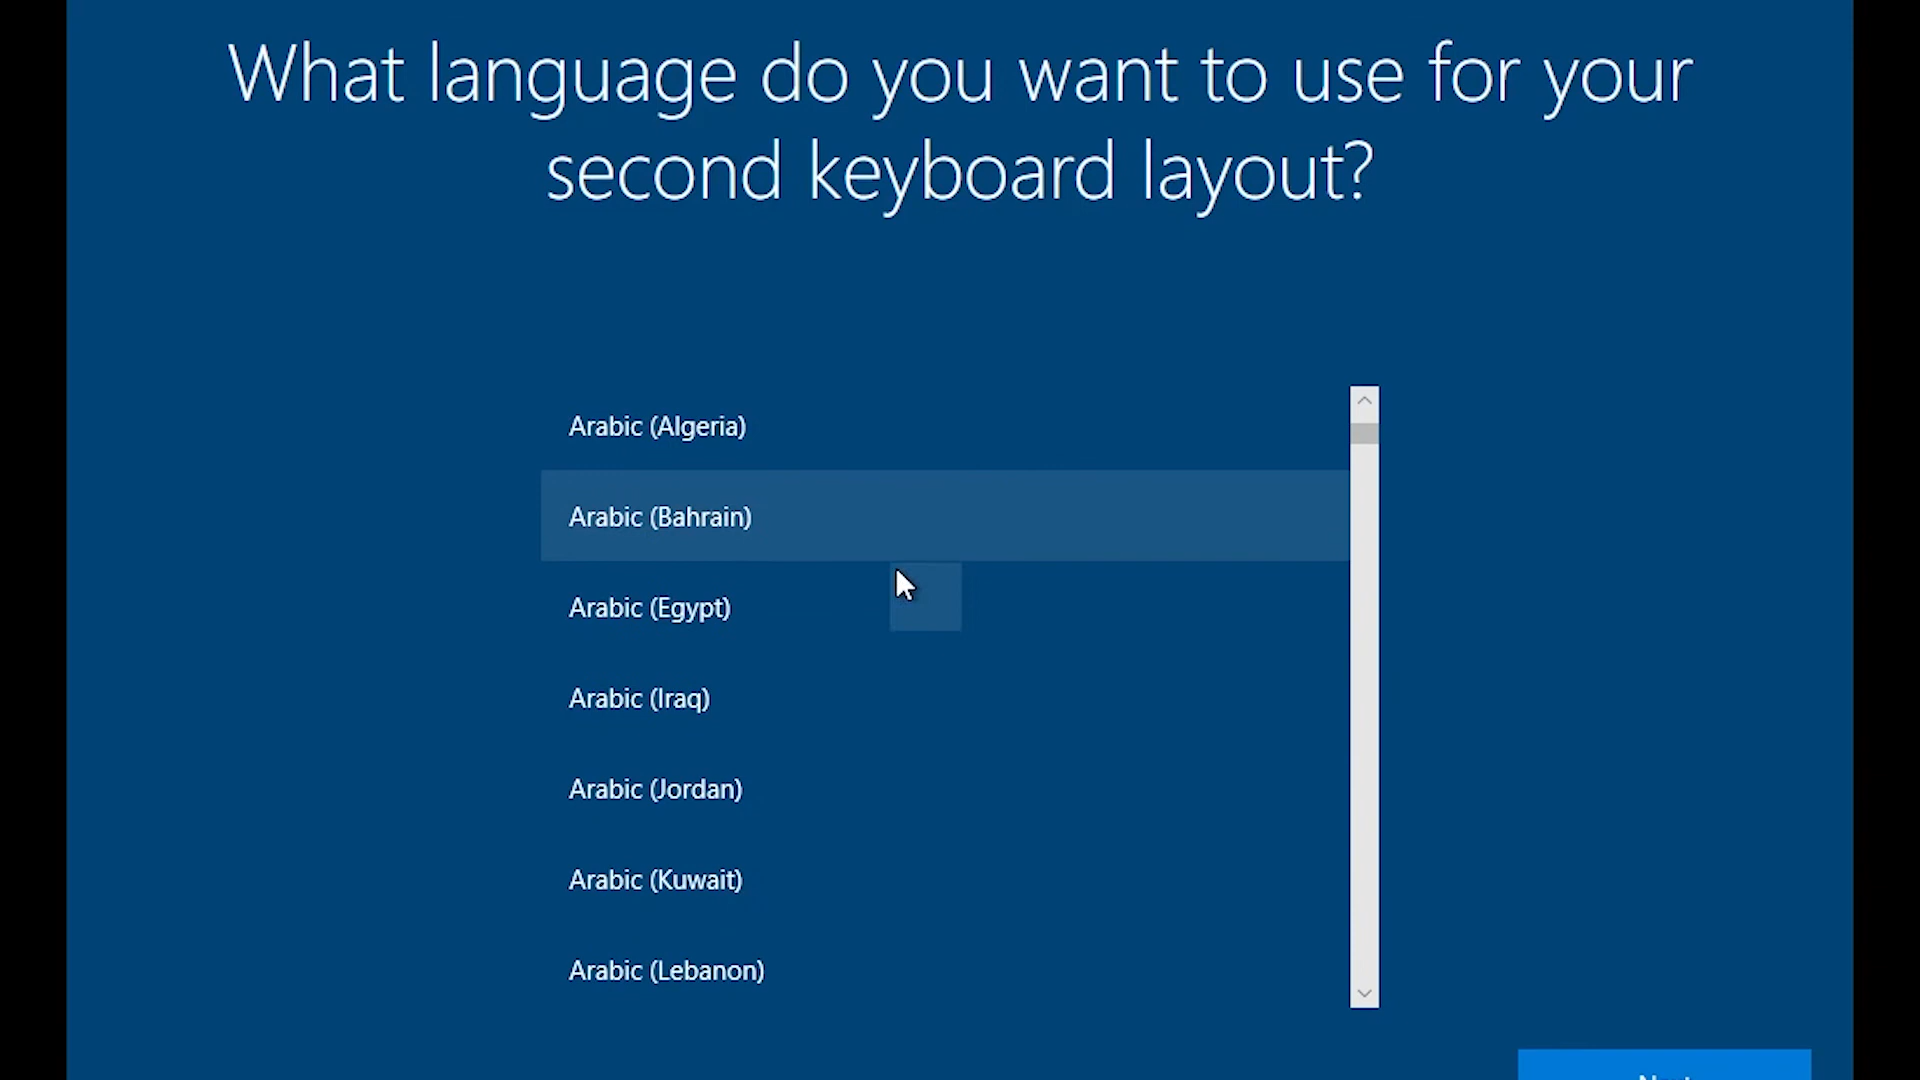 What language do you want to use for your
second keyboard layout?
Arabic (Algeria)
Arabic (Bahrain)
Arabic (Egypt)
Arabic (Iraq)
Arabic (Jordan)
Arabic (Kuwait)
Arabic (Lebanon)